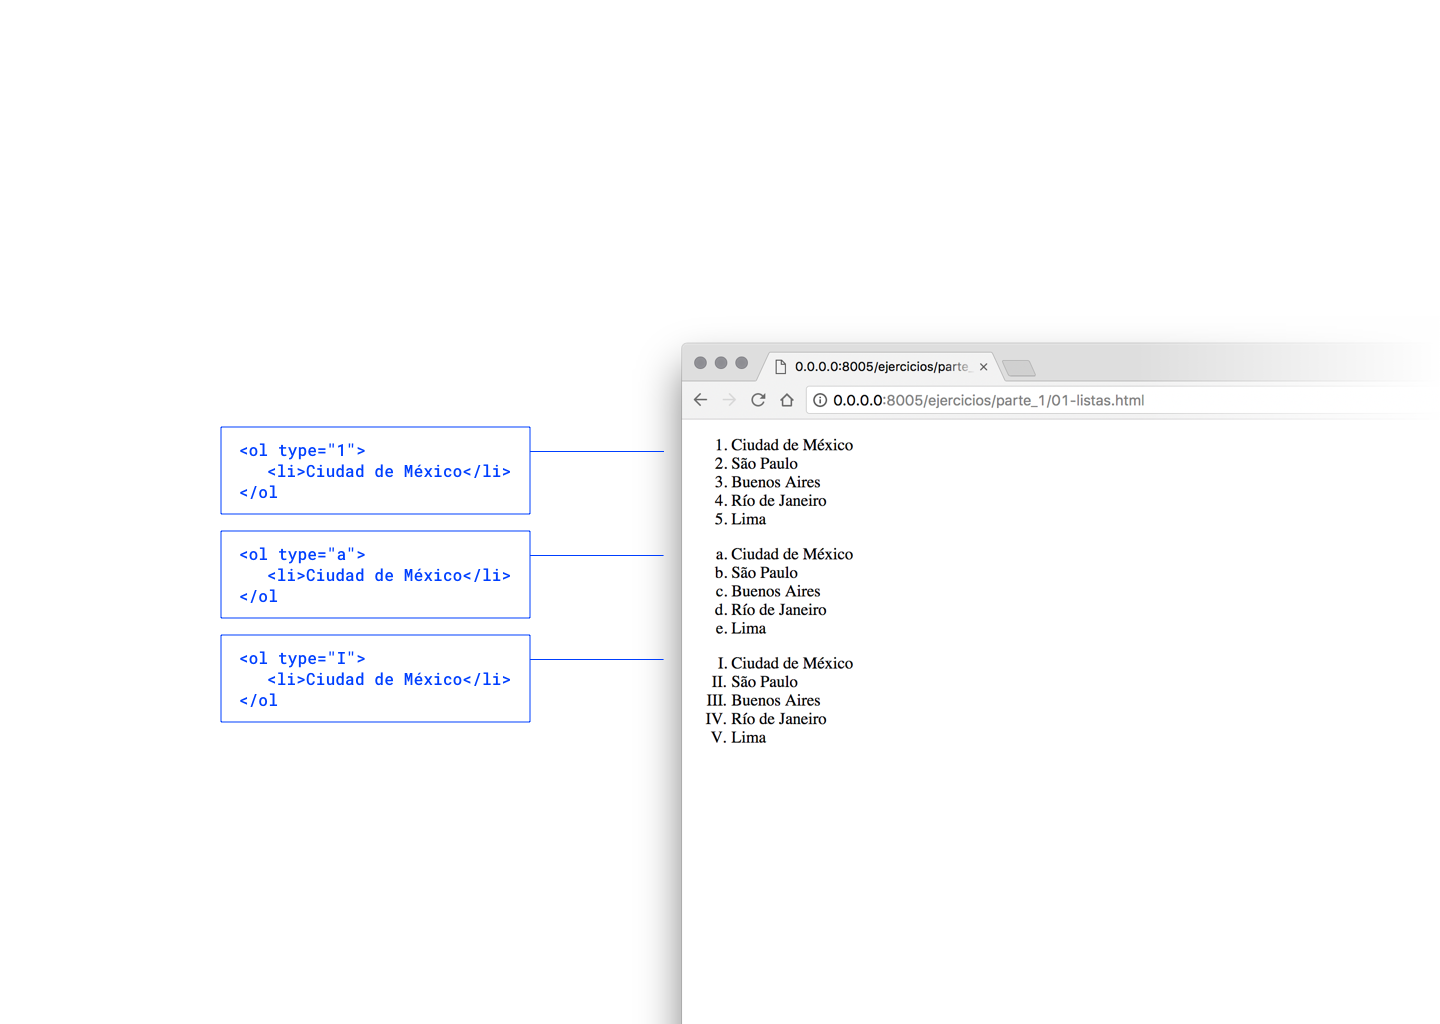 0.0.0.0:8005/ejercicios/parte_
0.0.0.0:8005/ejercicios/parte_1/01-listas.html
<ol type="1">
<li>Ciudad de México</li>
</ol
<ol type="a">
<li>Ciudad de México</li>
</ol
<ol type="I">
<li>Ciudad de México</li>
</ol
1. Ciudad de México
2. São Paulo
3. Buenos Aires
4. Río de Janeiro
5. Lima
a. Ciudad de México
b. São Paulo
c. Buenos Aires
d. Río de Janeiro
e. Lima
I. Ciudad de México
II. São Paulo
III. Buenos Aires
IV. Río de Janeiro
V. Lima